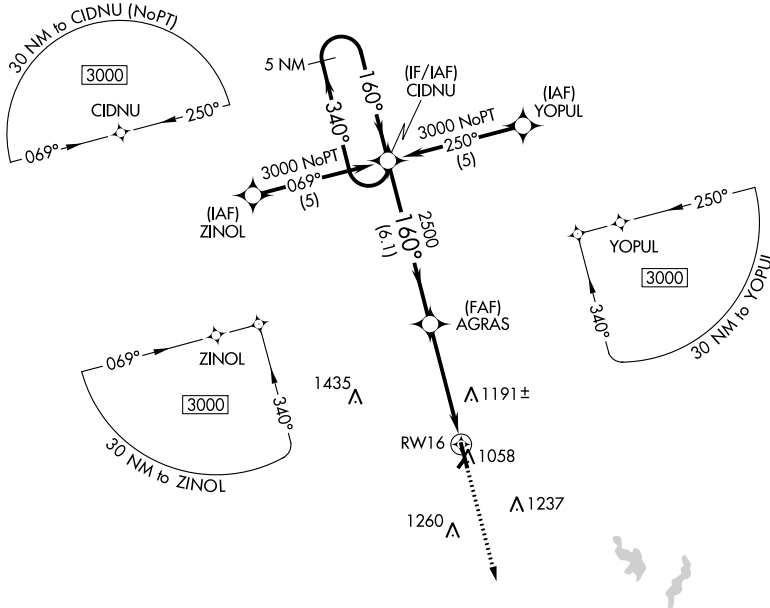 30 NM to CIDNU (NoPT)
3000
CIDNU
069°
250°
5 NM
340°
160°
(IF/IAF)
CIDNU
(IAF)
YOPUL
3000 NoPT
250°
(5)
3000 NoPT
069°
(5)
(IAF)
ZINOL
2500
160°
(6.1)
250°
YOPUL
3000
340°
30 NM to YOPUL
(FAF)
AGRAS
069°
ZINOL
3000
340°
30 NM to ZINOL
1435
1191±
RW16
1058
1237
1260